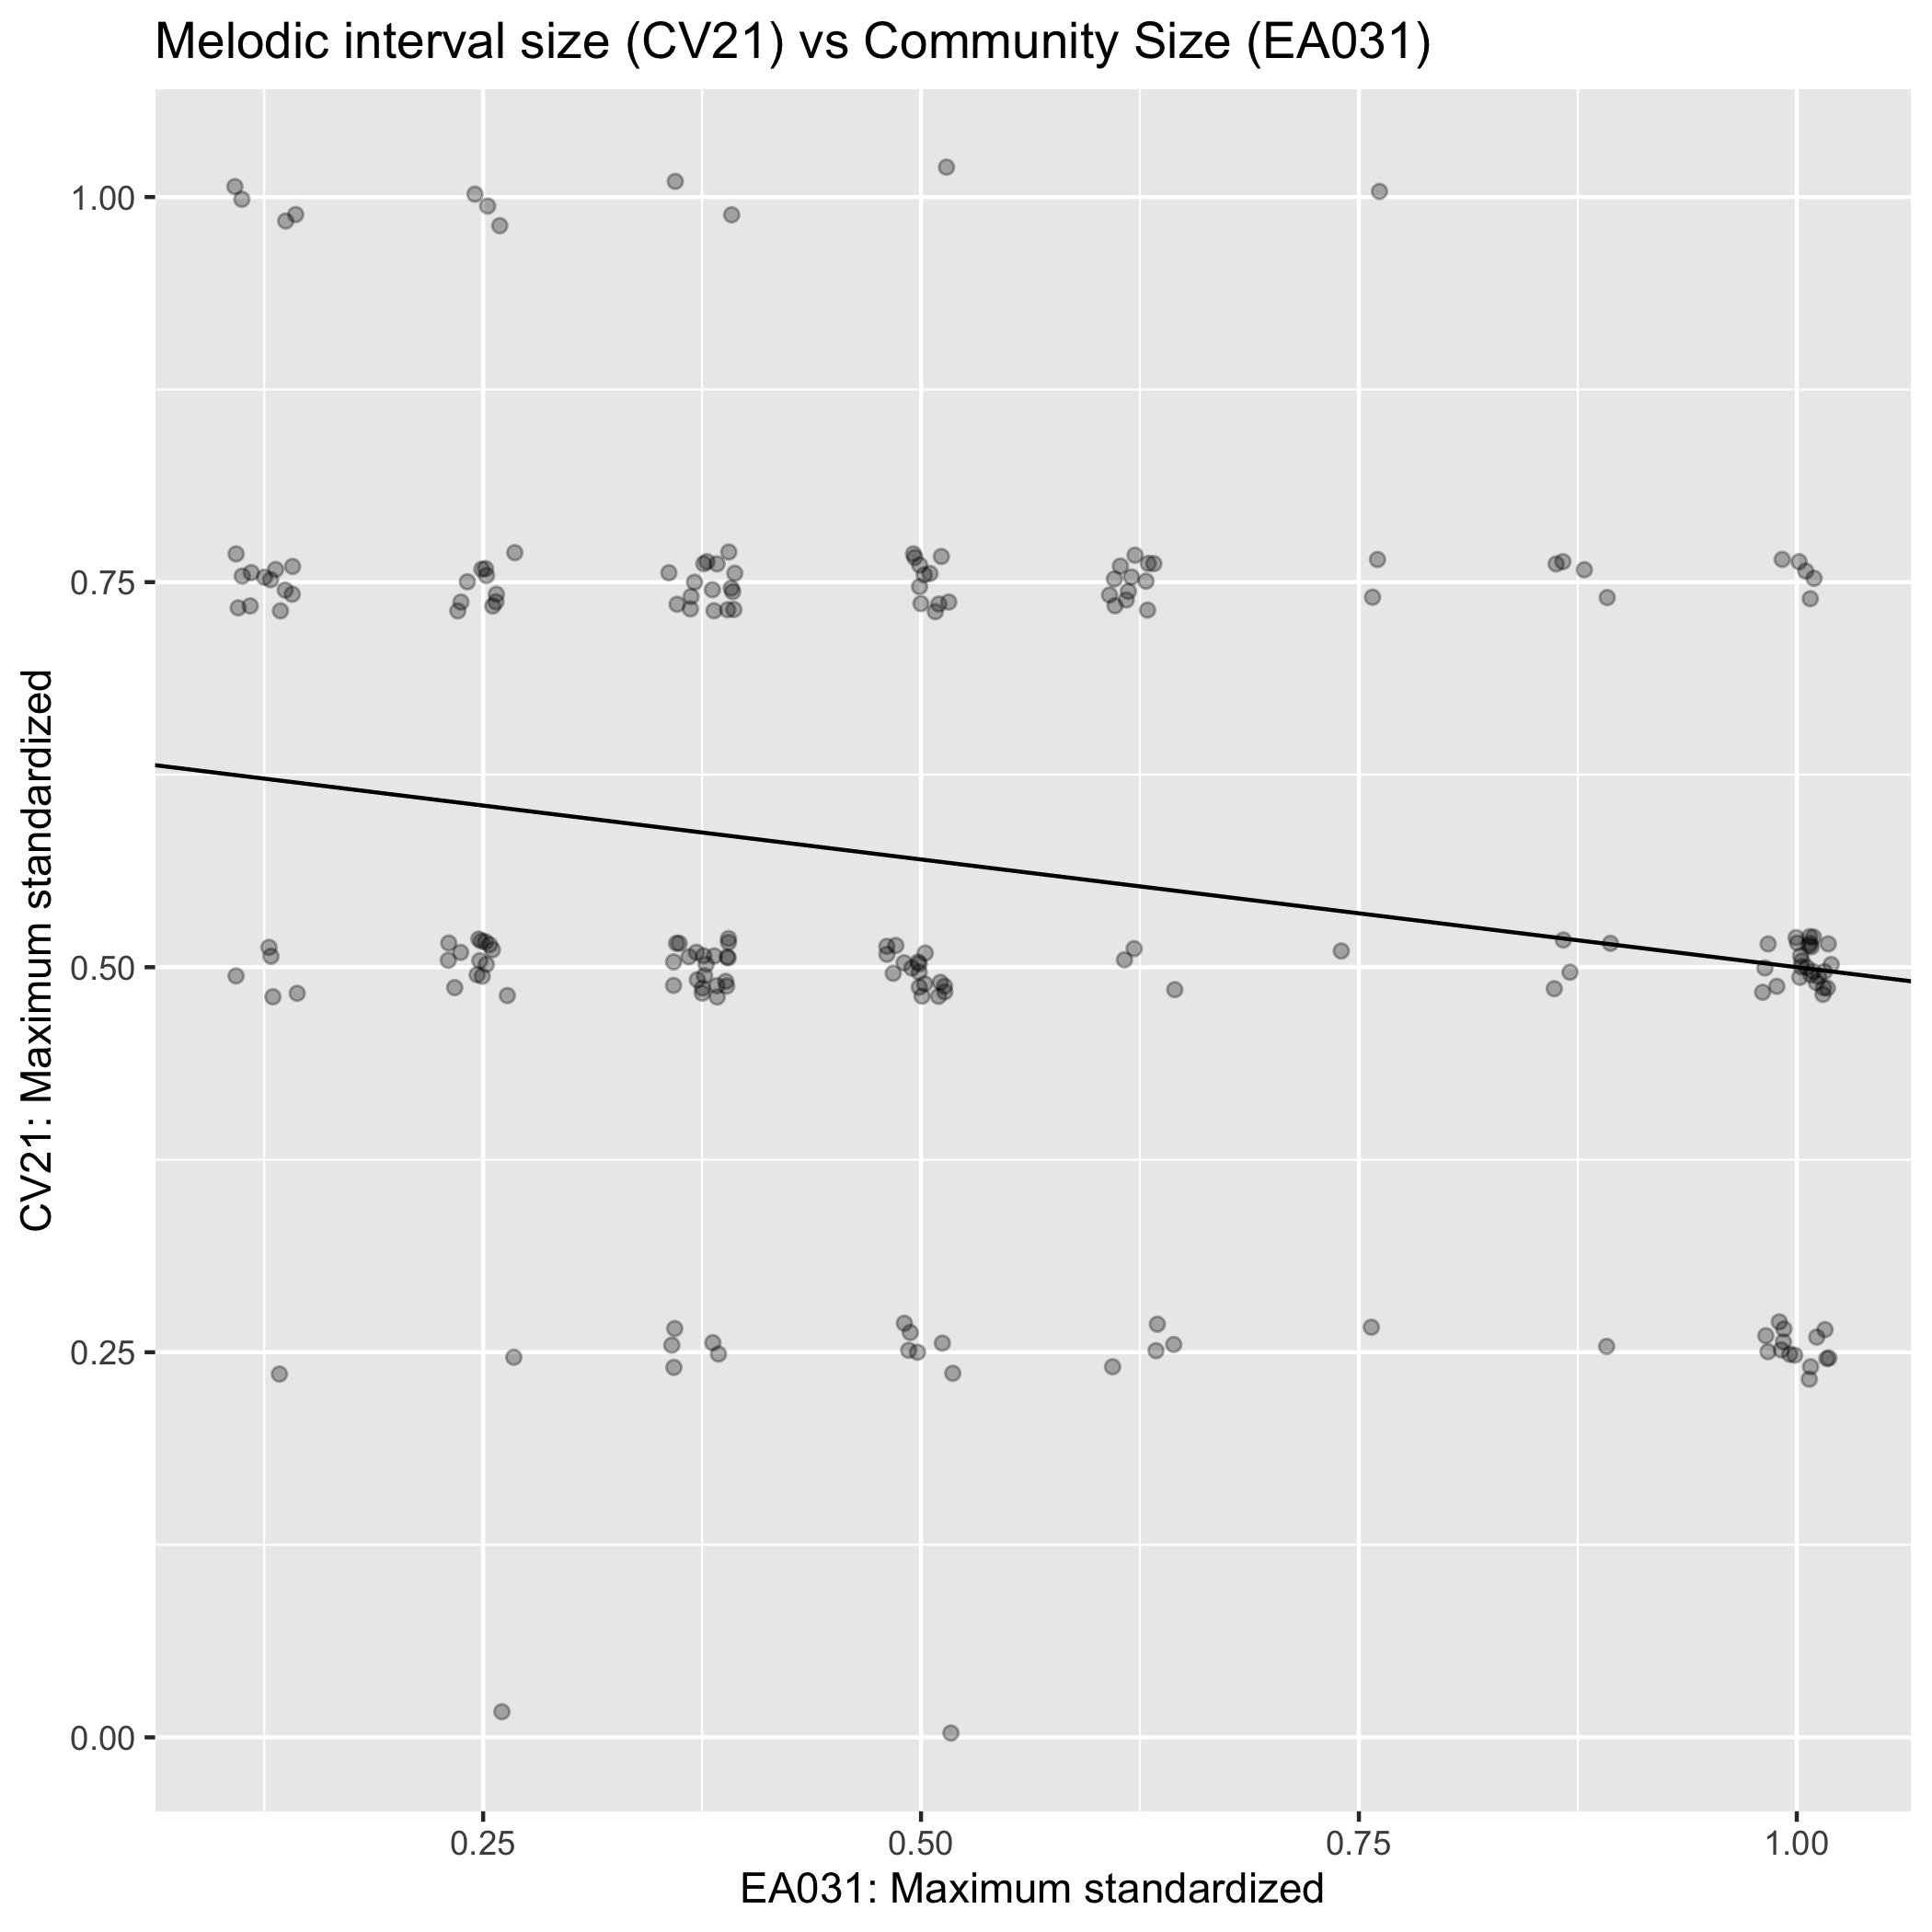 Melodic interval size (CV21) vs Community Size (EA031)
1.00
0.75
0.50
0.25
0.00
CV21: Maximum standardized
0.25 0.50 0.75 1.00
EA031: Maximum standardized